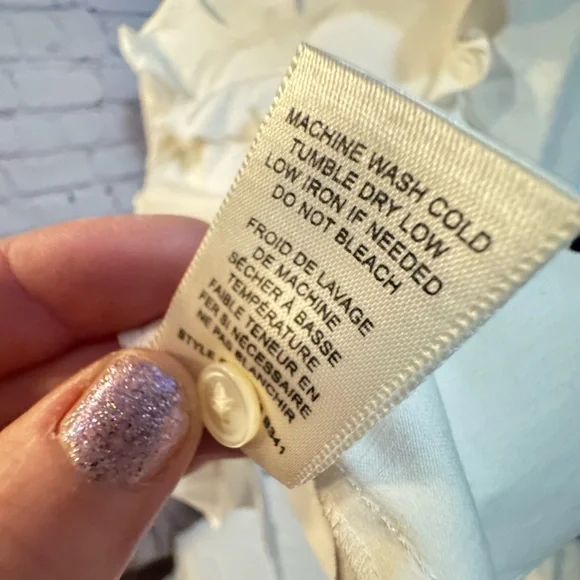 MACHINE WASH COLD
TUMBLE DRY LOW
LOW IRON IF NEEDED
DO NOT BLEACH
FROID DE LAVAGE
DE MACHINE
SÉCHER À BASSE
TEMPÉRATURE
FAIBLE TENEUR EN
FER SI NÉCESSAIRE
NE PAS BLANCHIR
STYLE